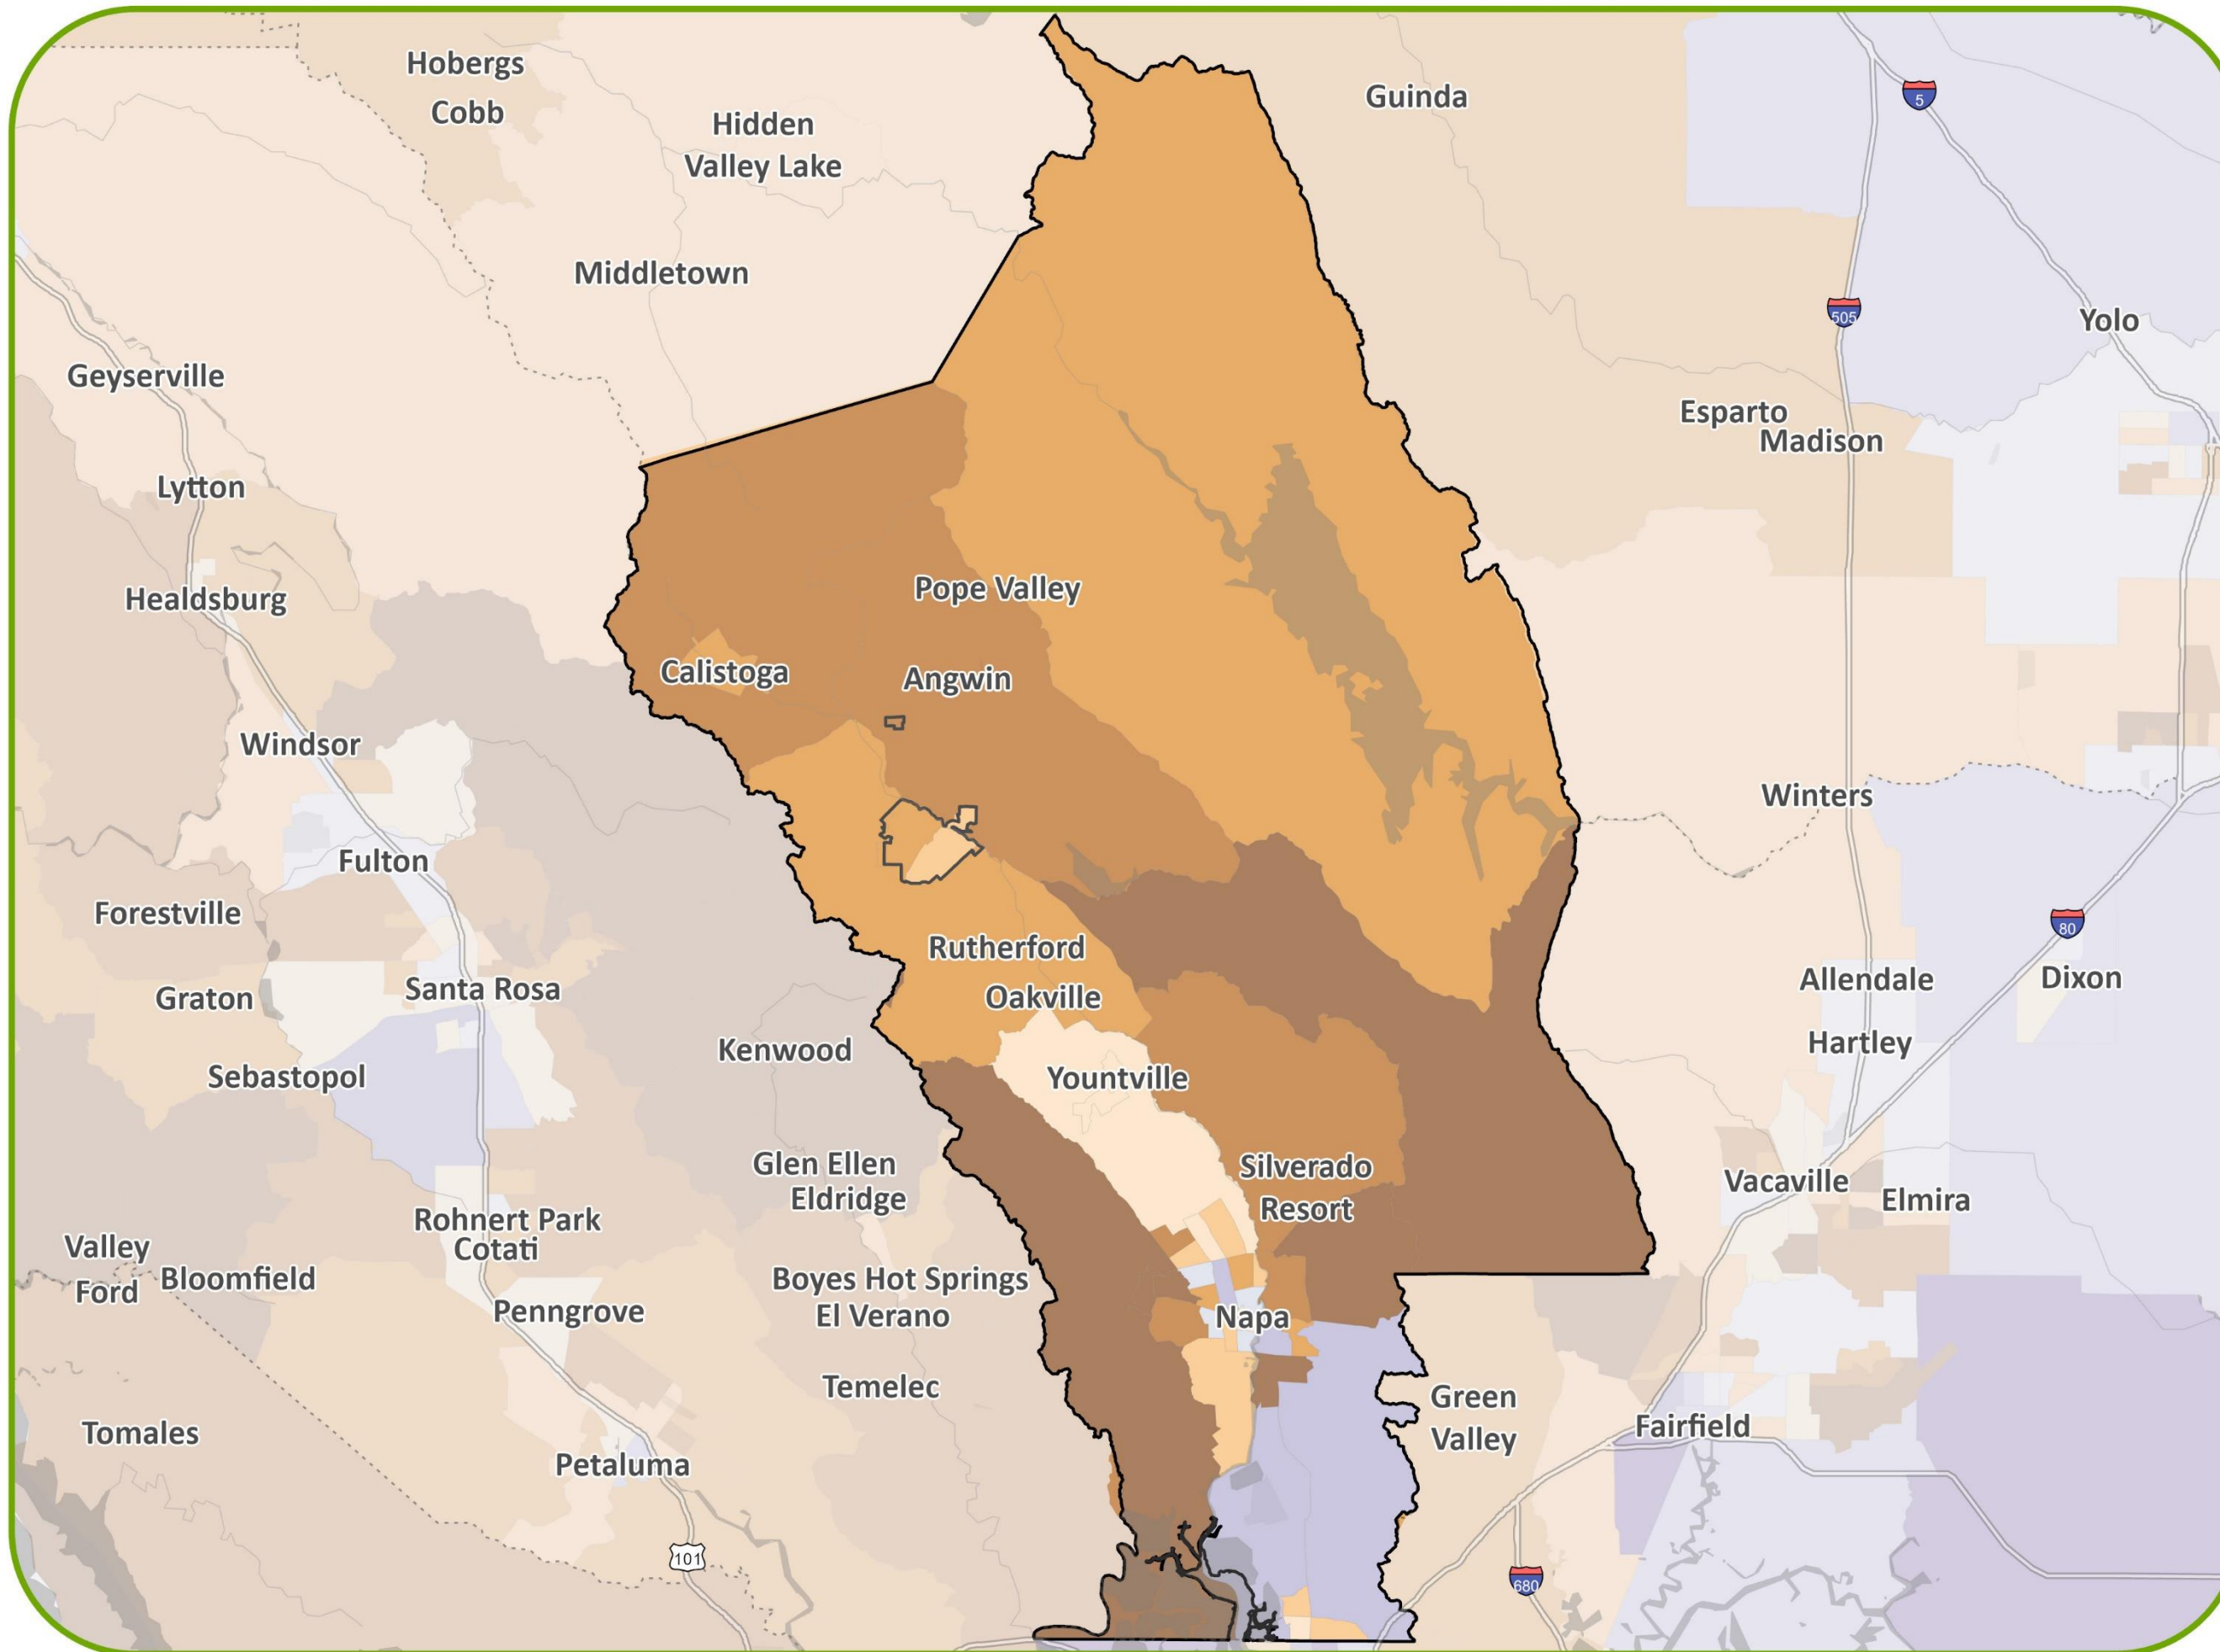 Hobergs
Cobb
Hidden
Valley Lake
Guinda
5
Middletown
505
Yolo
Geyserville
Esparto
Madison
Lytton
Healdsburg
Pope Valley
Calistoga
Angwin
Windsor
Winters
Fulton
Forestville
80
Rutherford
Graton
Santa Rosa
Oakville
Allendale
Dixon
Kenwood
Hartley
Sebastopol
Yountville
Glen Ellen
Eldridge
Silverado
Resort
Vacaville
Elmira
Rohnert Park
Cotati
Valley
Ford
Bloomfield
Boyes Hot Springs
El Verano
Penngrove
Napa
Temelec
Green
Valley
Fairfield
Tomales
Petaluma
101
680